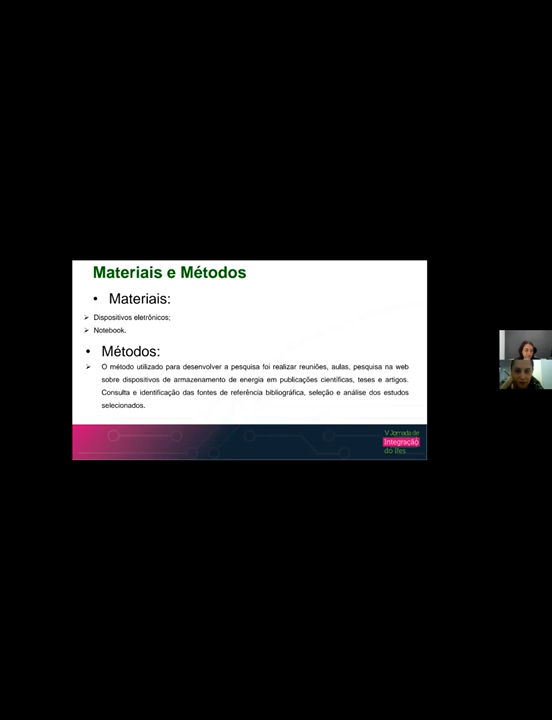 Materiais e Métodos
• Materiais:
➢ Dispositivos eletrônicos;
➢ Notebook.
• Métodos:
➢ O método utilizado para desenvolver a pesquisa foi realizar reuniões, aulas, pesquisa na web
sobre dispositivos de armazenamento de energia em publicações científicas, teses e artigos.
Consulta e identificação das fontes de referência bibliográfica, seleção e análise dos estudos
selecionados.
V Jornada de
Integração
do Ifes